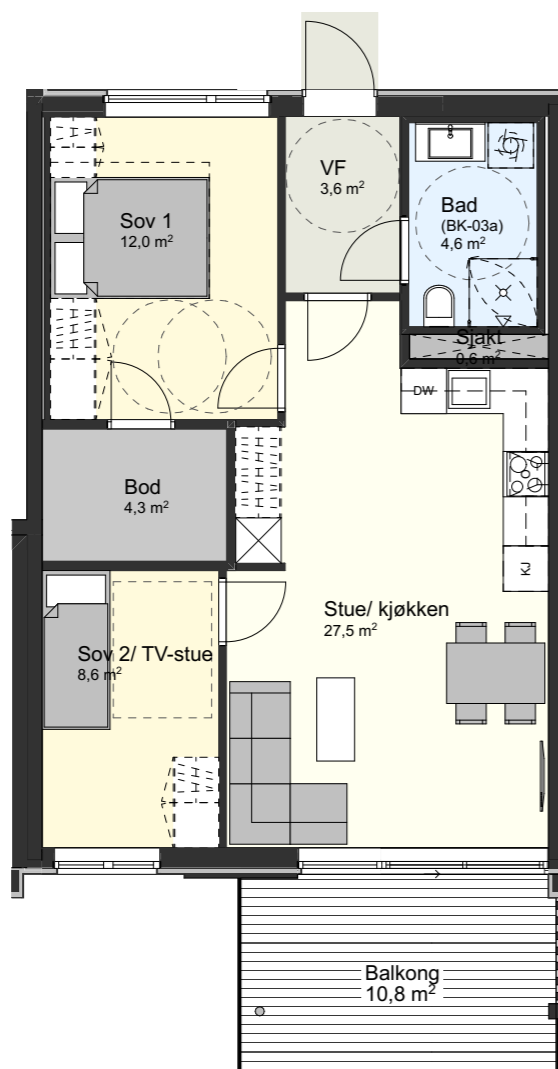 VF
3,6 m²
Sov 1
12,0 m²
Bad
(BK-03a)
4,6 m²
Sjakt
0,6 m²
DW
Bod
4,3 m²
KJ
Stue/ kjøkken
27,5 m²
Sov 2/ TV-stue
8,6 m²
Balkong
10,8 m²